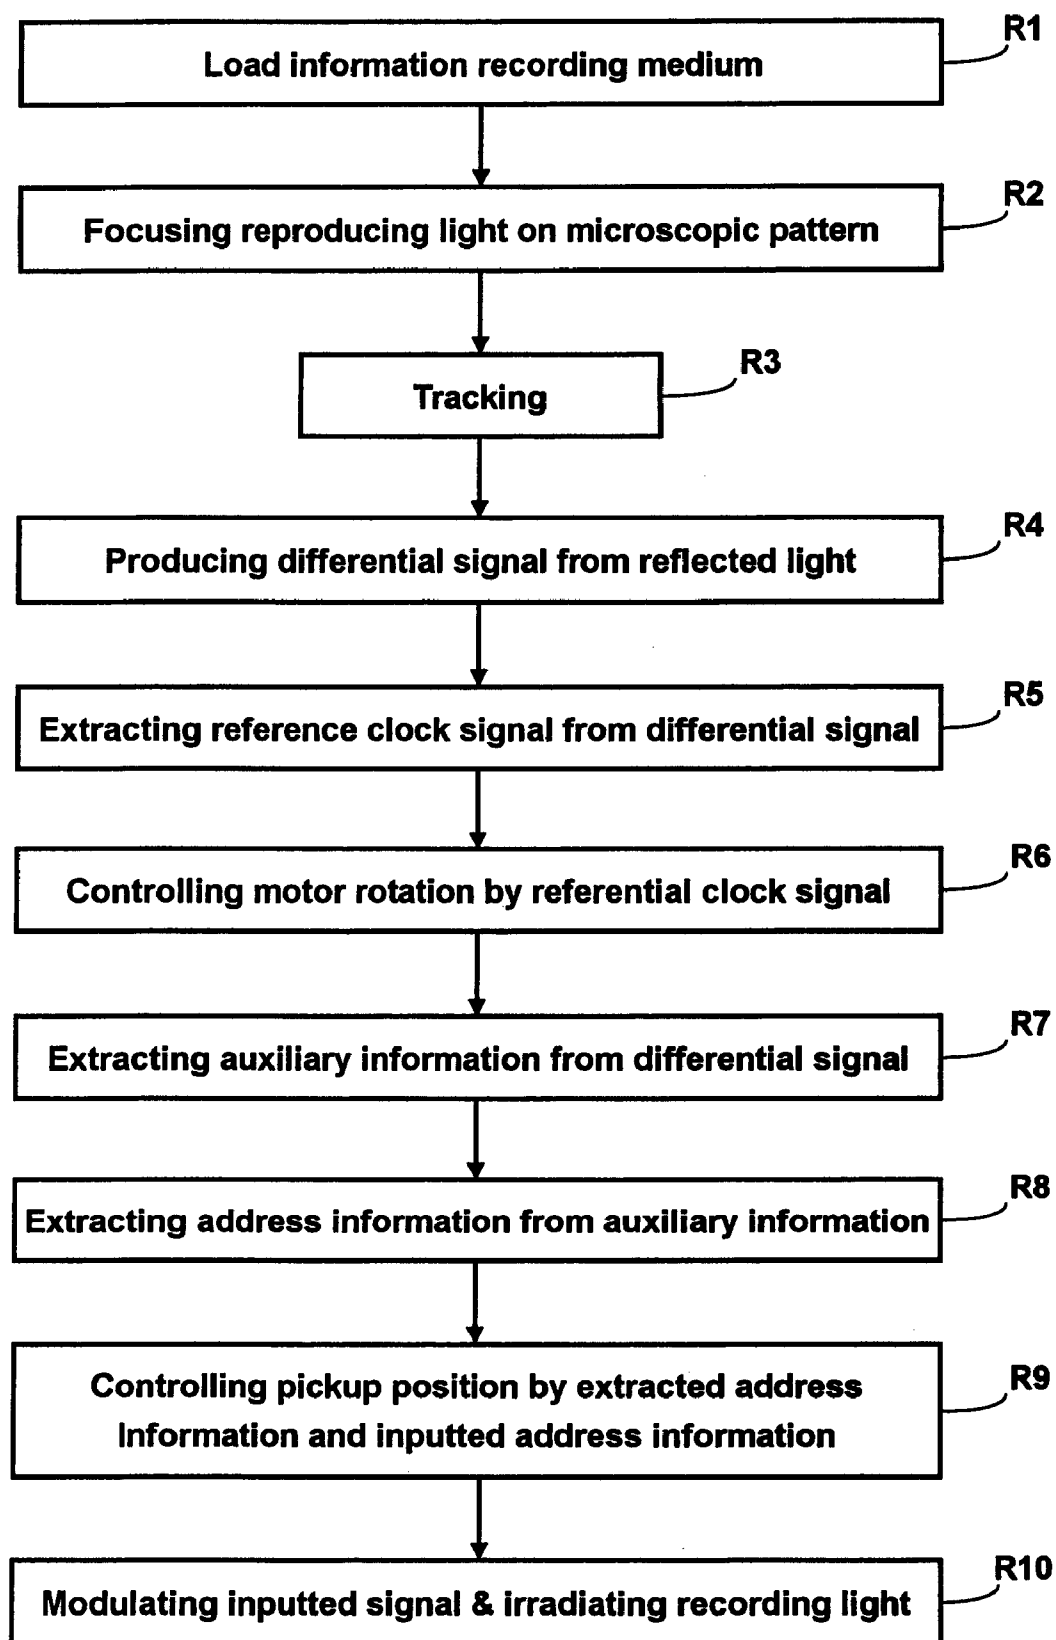 R1
Load information recording medium
R2
Focusing reproducing light on microscopic pattern
R3
Tracking
R4
Producing differential signal from reflected light
R5
Extracting reference clock signal from differential signal
R6
Controlling motor rotation by referential clock signal
R7
Extracting auxiliary information from differential signal
R8
Extracting address information from auxiliary information
R9
Controlling pickup position by extracted address
Information and inputted address information
R10
Modulating inputted signal & irradiating recording light